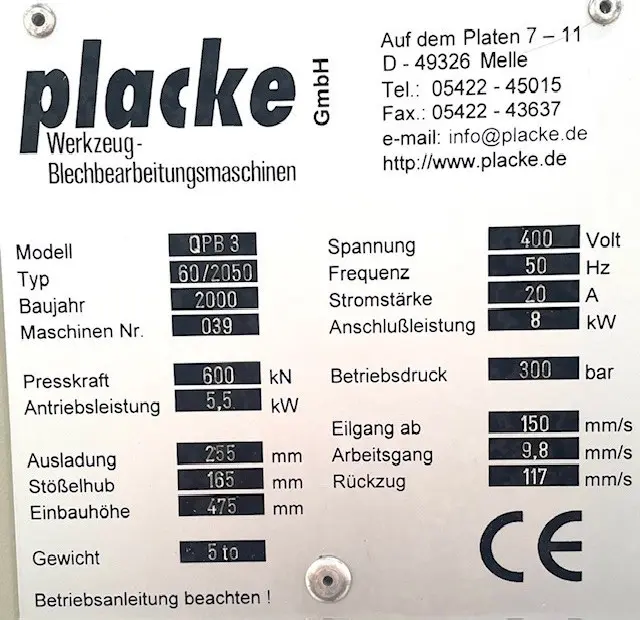 placke GmbH
Werkzeug-
Blechbearbeitungsmaschinen
Auf dem Platen 7 – 11
D - 49326 Melle
Tel.: 05422 - 45015
Fax.: 05422 - 43637
e-mail: info@placke.de
http://www.placke.de
Modell QPB 3
Typ 60/2050
Baujahr 2000
Maschinen Nr. 039
Presskraft 600 kN
Antriebsleistung 5,5 kW
Ausladung 255 mm
Stößelhub 165 mm
Einbauhöhe 475 mm
Gewicht 5 to
Betriebsanleitung beachten !
Spannung 400 Volt
Frequenz 50 Hz
Stromstärke 20 A
Anschlußleistung 8 kW
Betriebsdruck 300 bar
Eilgang ab 150 mm/s
Arbeitsgang 9,8 mm/s
Rückzug 117 mm/s
CE